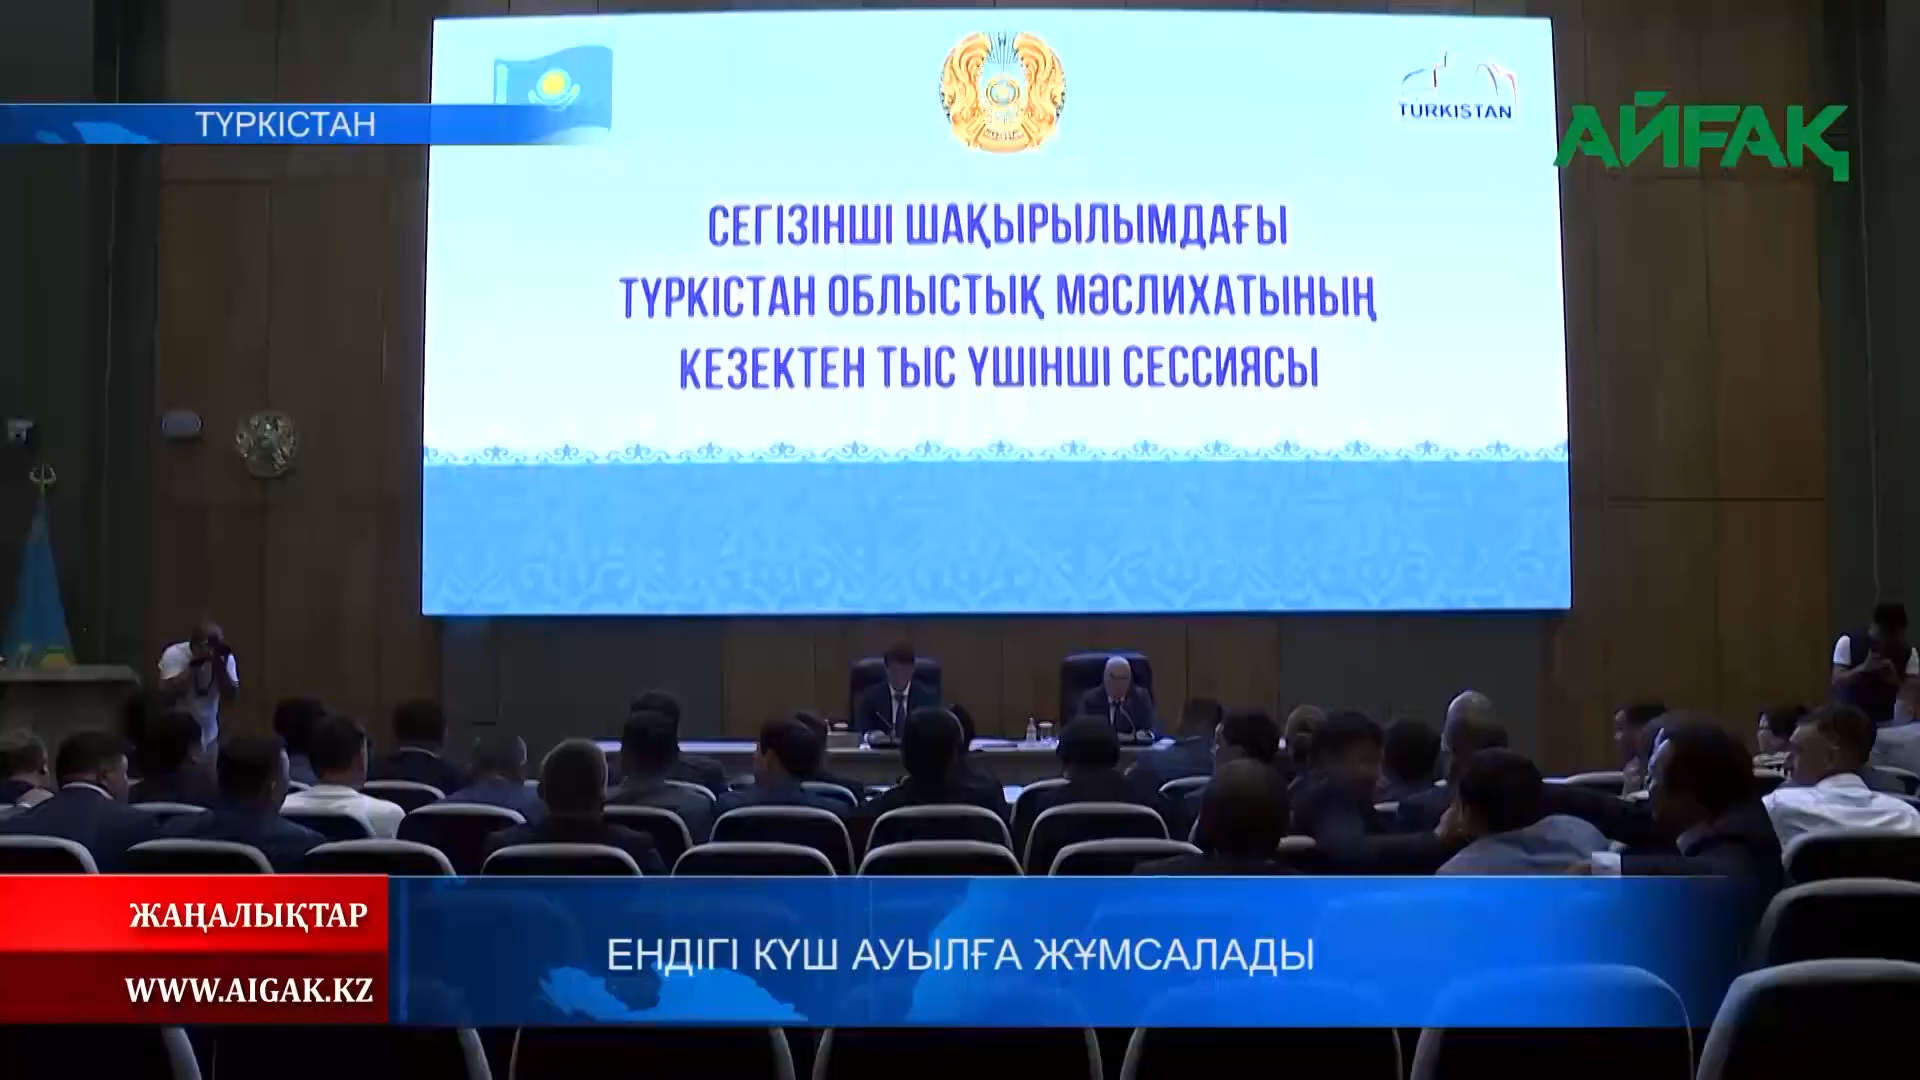 TÚRKISTAN
ТҮРКІСТАН
АЙҒАҚ
СЕГІЗІНШІ ШАҚЫРЫЛЫМДАҒЫ
ТҮРКІСТАН ОБЛЫСТЫҚ МӘСЛИХАТЫНЫҢ
КЕЗЕКТЕН ТЫС ҮШІНШІ СЕССИЯСЫ
ЖАҢАЛЫҚТАР
WWW.AIGAK.KZ
ЕНДІГІ КҮШ АУЫЛҒА ЖҰМСАЛАДЫ